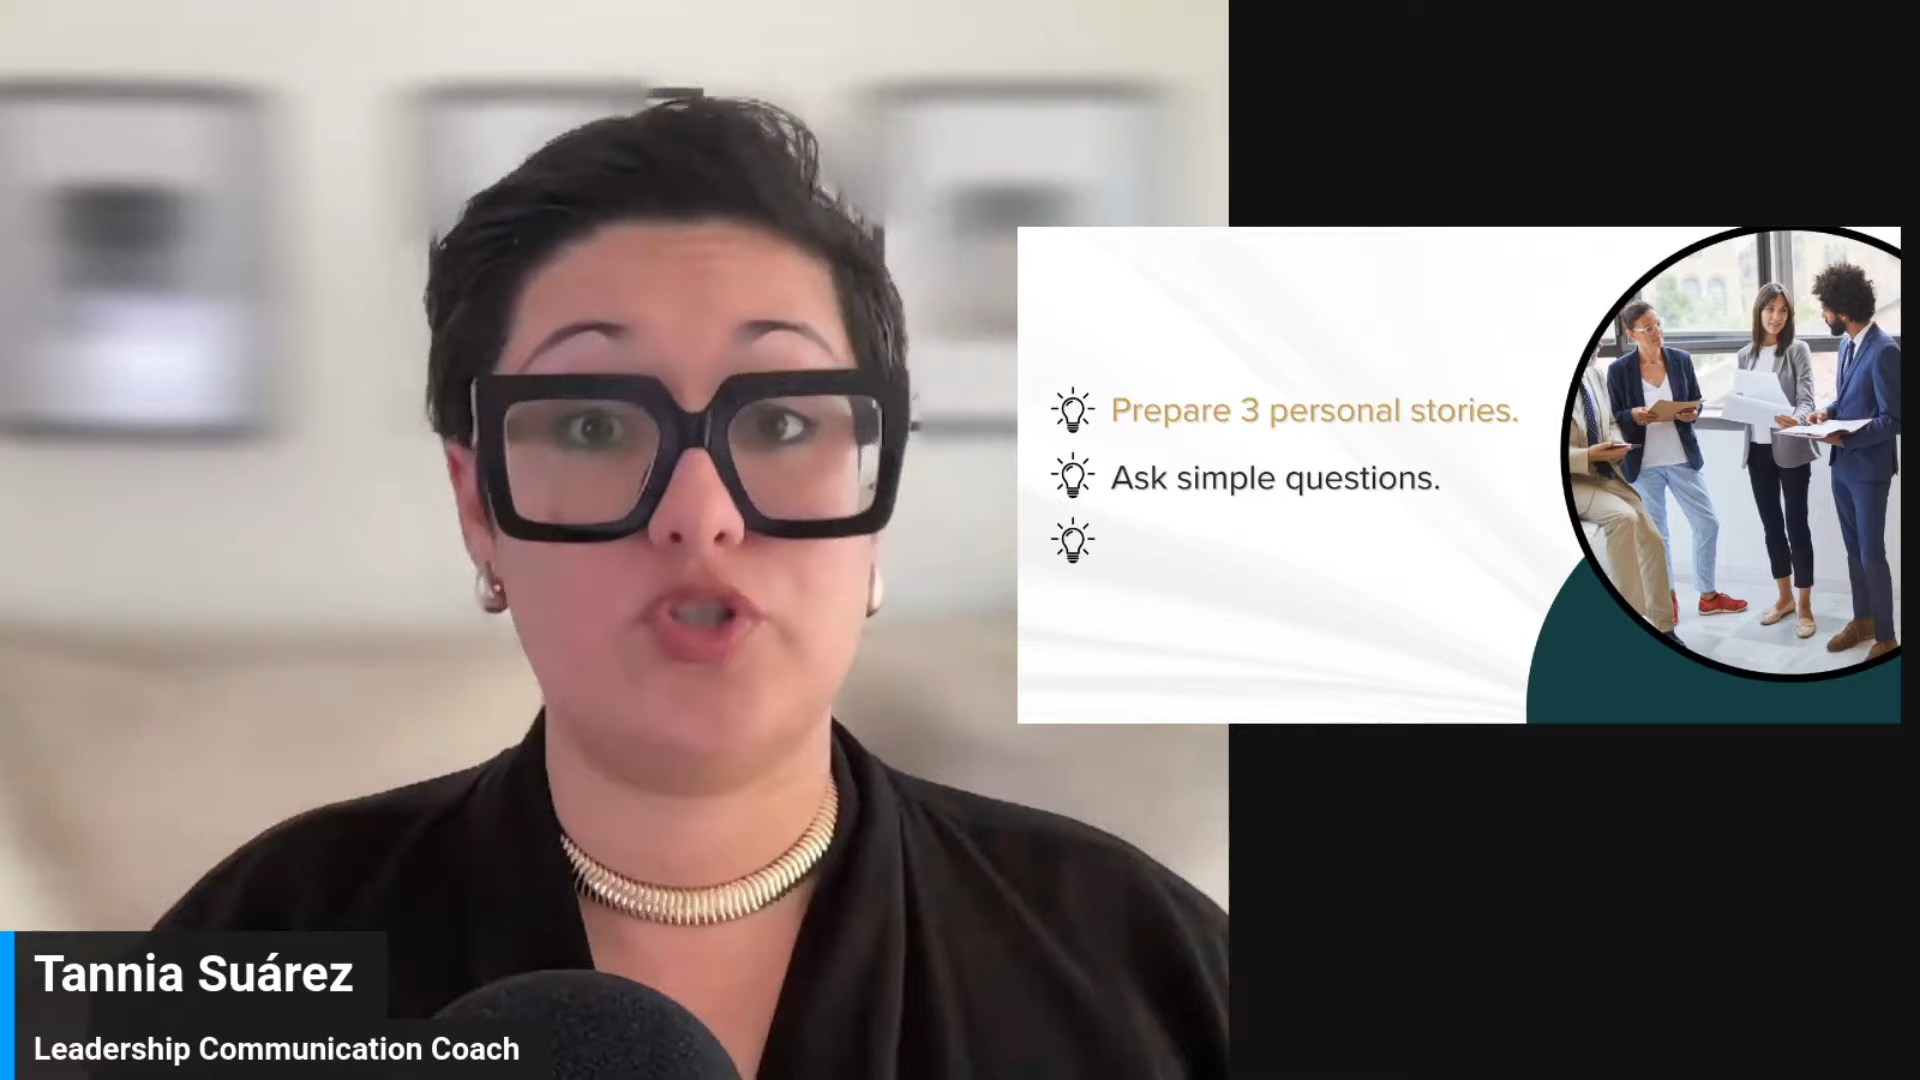 Prepare 3 personal stories.
Ask simple questions.
Tannia Suárez
Leadership Communication Coach